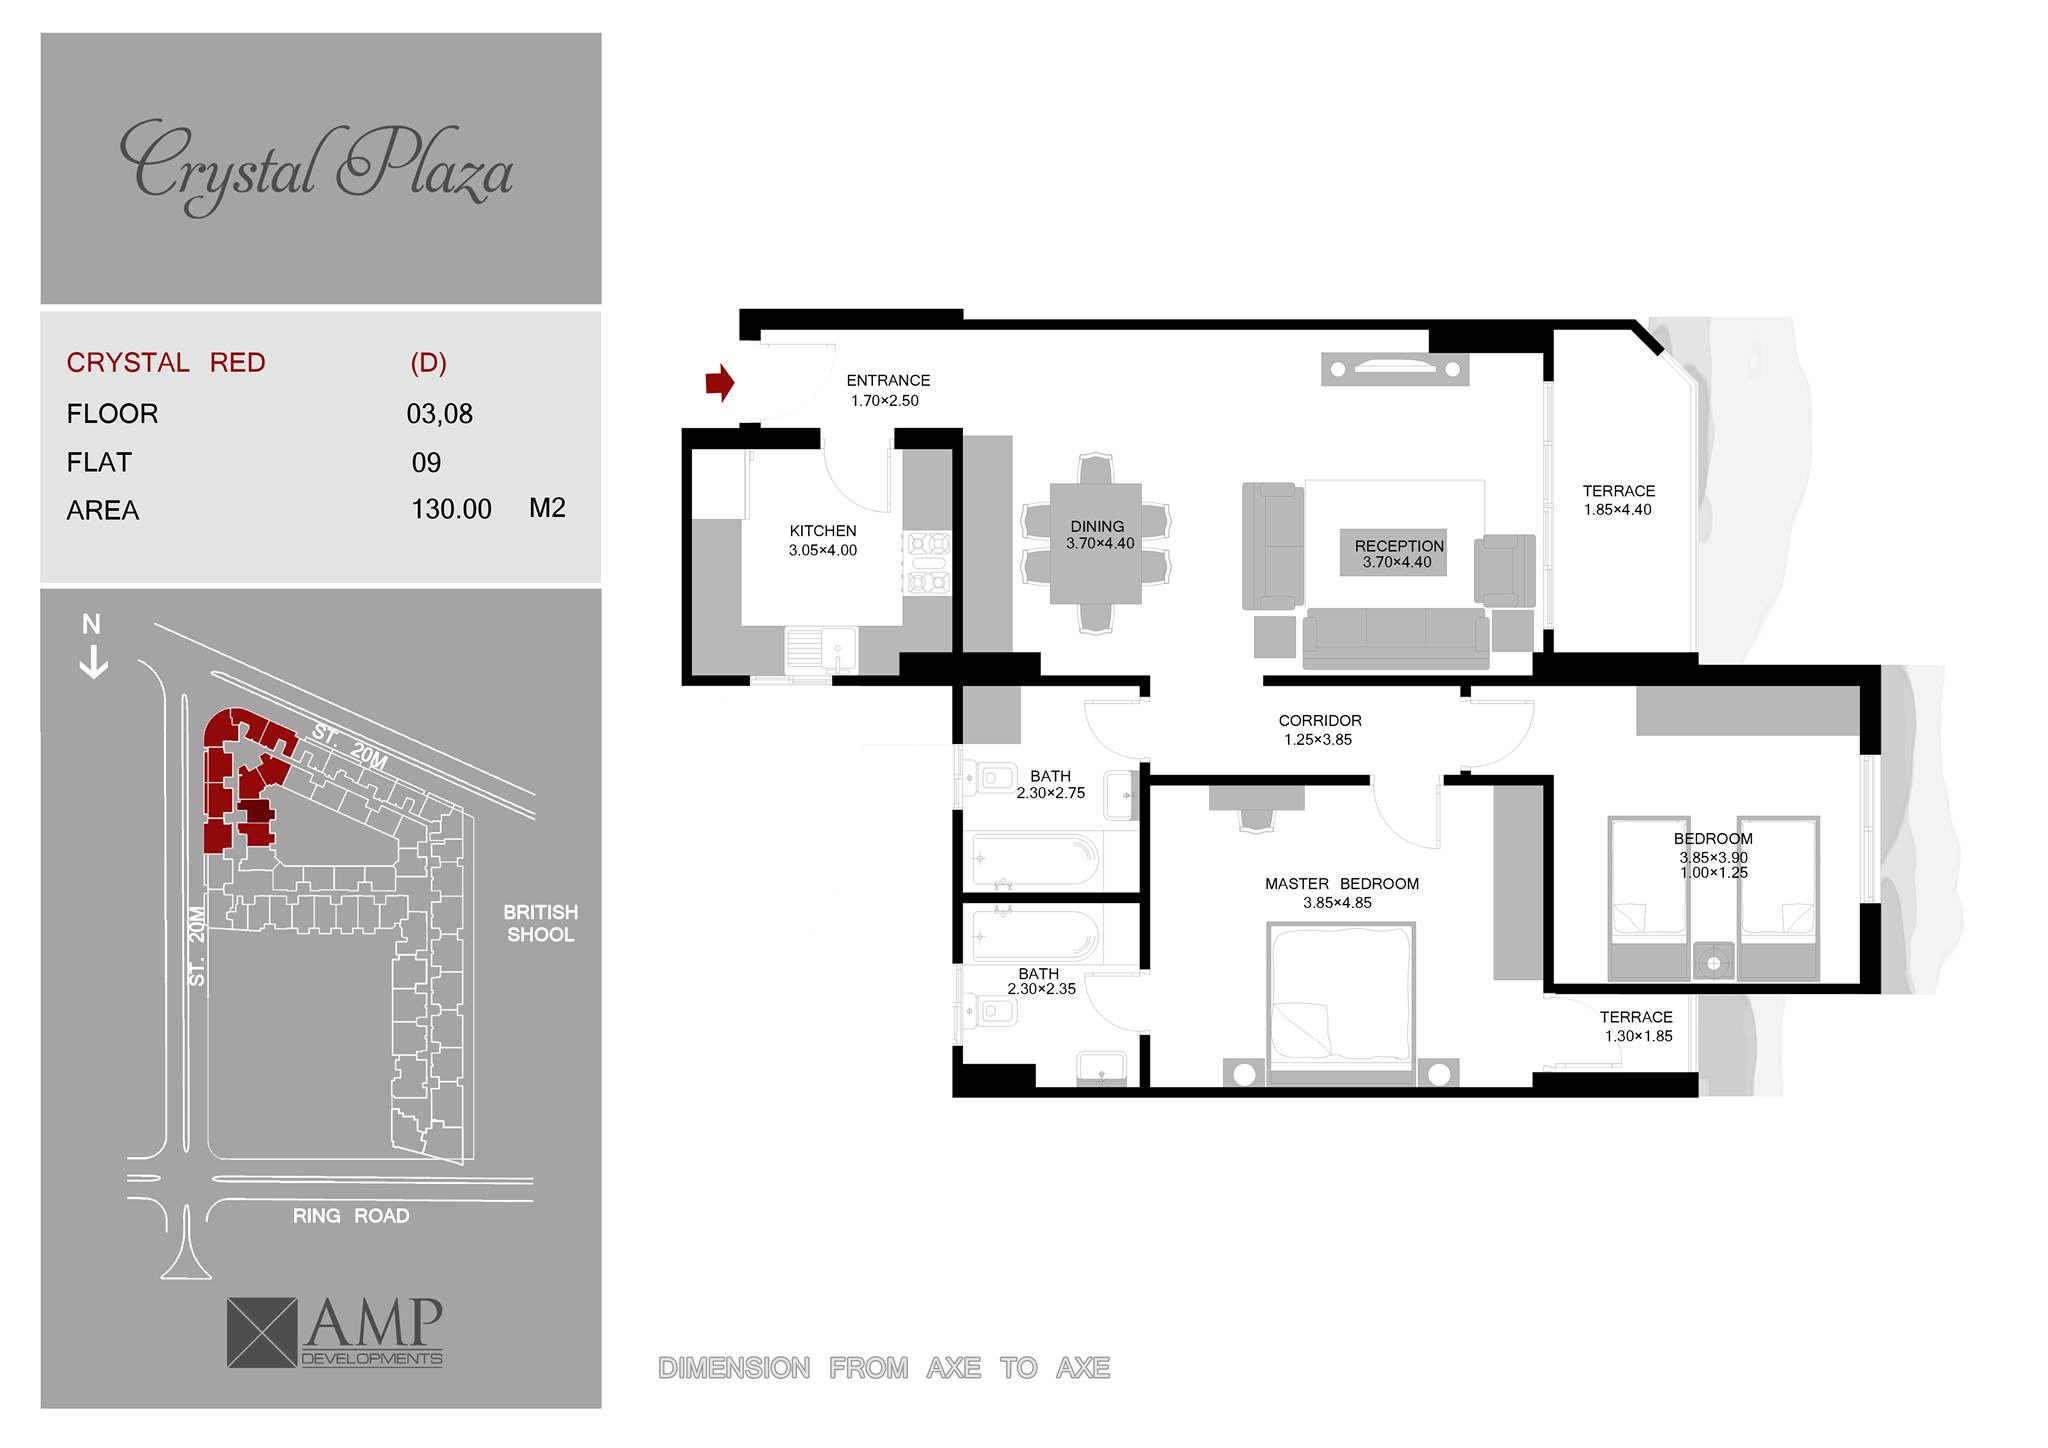 Crystal Plaza
CRYSTAL RED (D)
FLOOR 03,08
FLAT 09
AREA 130.00 M2
N
ST. 20M
ST. 20M
BRITISH
SHOOL
RING ROAD
AMP
DEVELOPMENTS
ENTRANCE
1.70×2.50
KITCHEN
3.05×4.00
DINING
3.70×4.40
RECEPTION
3.70×4.40
TERRACE
1.85×4.40
CORRIDOR
1.25×3.85
BATH
2.30×2.75
BEDROOM
3.85×3.90
1.00×1.25
MASTER BEDROOM
3.85×4.85
BATH
2.30×2.35
TERRACE
1.30×1.85
DIMENSION FROM AXE TO AXE